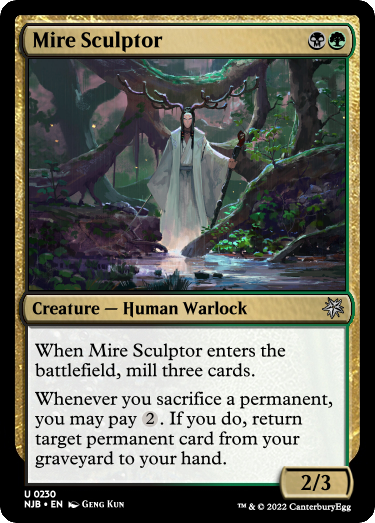 Mire Sculptor
Creature — Human Warlock
When Mire Sculptor enters the
battlefield, mill three cards.
Whenever you sacrifice a permanent,
you may pay 2. If you do, return
target permanent card from your
graveyard to your hand.
2/3
U 0230
NJB • EN Geng Kun
™ & © 2022 CanterburyEgg